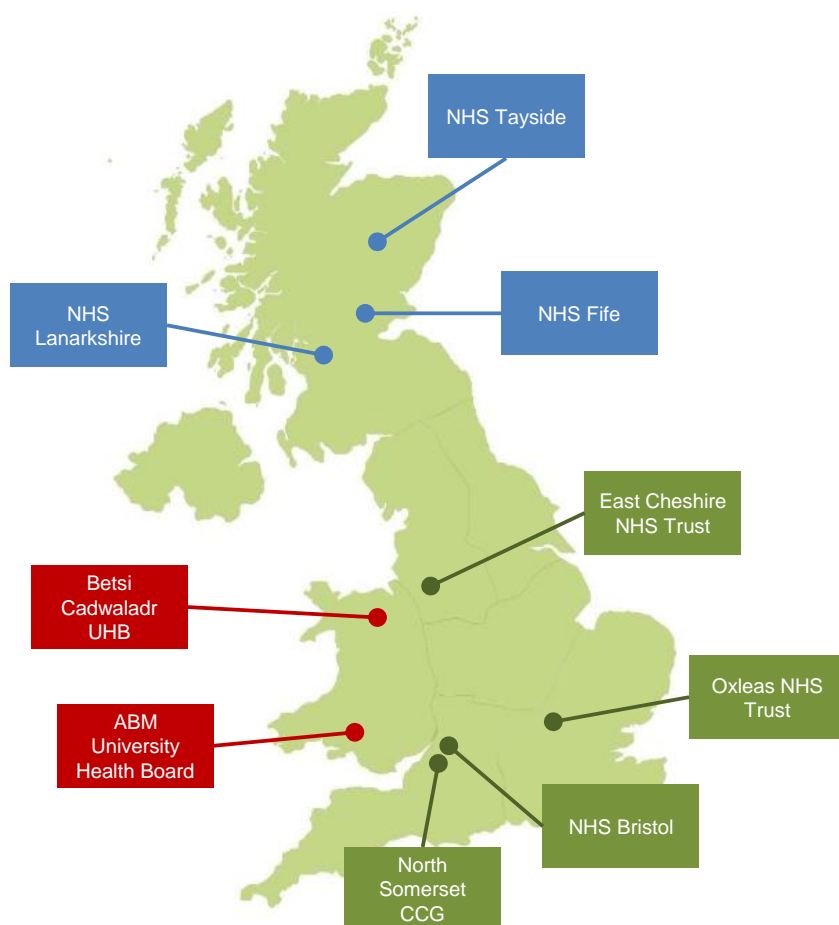 NHS Tayside
NHS
Lanarkshire
NHS Fife
East Cheshire
NHS Trust
Betsi
Cadwaladr
UHB
Oxleas NHS
Trust
ABM
University
Health Board
NHS Bristol
North
Somerset
CCG